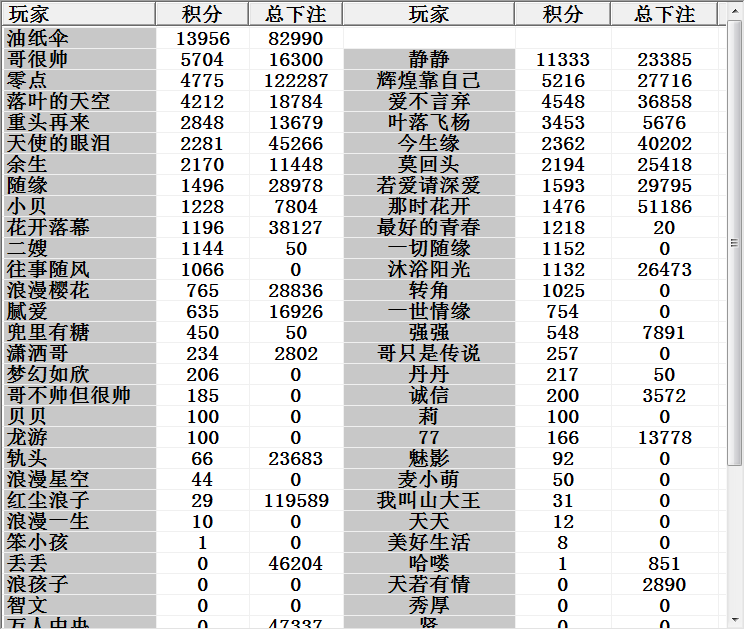 玩家 积分 总下注 玩家 积分 总下注
油纸伞 13956 82990
哥很帅 5704 16300 静静 11333 23385
零点 4775 122287 辉煌靠自己 5216 27716
落叶的天空 4212 18784 爱不言弃 4548 36858
重头再来 2848 13679 叶落飞杨 3453 5676
天使的眼泪 2281 45266 今生缘 2362 40202
余生 2170 11448 莫回头 2194 25418
随缘 1496 28978 若爱请深爱 1593 29795
小贝 1228 7804 那时花开 1476 51186
花开落幕 1196 38127 最好的青春 1218 20
二嫂 1144 50 一切随缘 1152 0
往事随风 1066 0 沐浴阳光 1132 26473
浪漫樱花 765 28836 转角 1025 0
腻爱 635 16926 一世情缘 754 0
兜里有糖 450 50 强强 548 7891
潇洒哥 234 2802 哥只是传说 257 0
梦幻如欣 206 0 丹丹 217 50
哥不帅但很帅 185 0 诚信 200 3572
贝贝 100 0 莉 100 0
龙游 100 0 77 166 13778
轨头 66 23683 魅影 92 0
浪漫星空 44 0 麦小萌 50 0
红尘浪子 29 119589 我叫山大王 31 0
浪漫一生 10 0 天天 12 0
笨小孩 1 0 美好生活 8 0
丢丢 0 46204 哈喽 1 851
浪孩子 0 0 天若有情 0 2890
智文 0 0 秀厚 0 0
万人中央 0 47337 贤 0 0